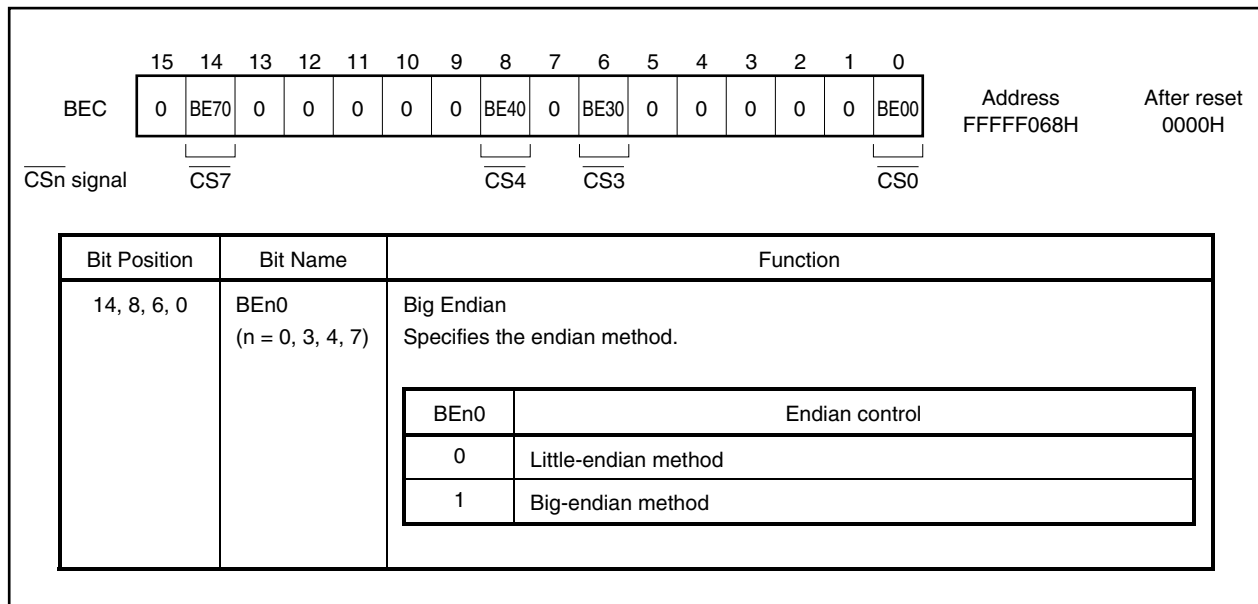 15 14 13 12 11 10 9 8 7 6 5 4 3 2 1 0
BEC 0 BE70 0 0 0 0 0 BE40 0 BE30 0 0 0 0 0 BE00 Address FFFFF068H After reset 0000H
CSn signal CS7 CS4 CS3 CS0
Bit Position Bit Name Function
14, 8, 6, 0 BEn0 Big Endian
(n = 0, 3, 4, 7) Specifies the endian method.
BEn0 Endian control
0 Little-endian method
1 Big-endian method